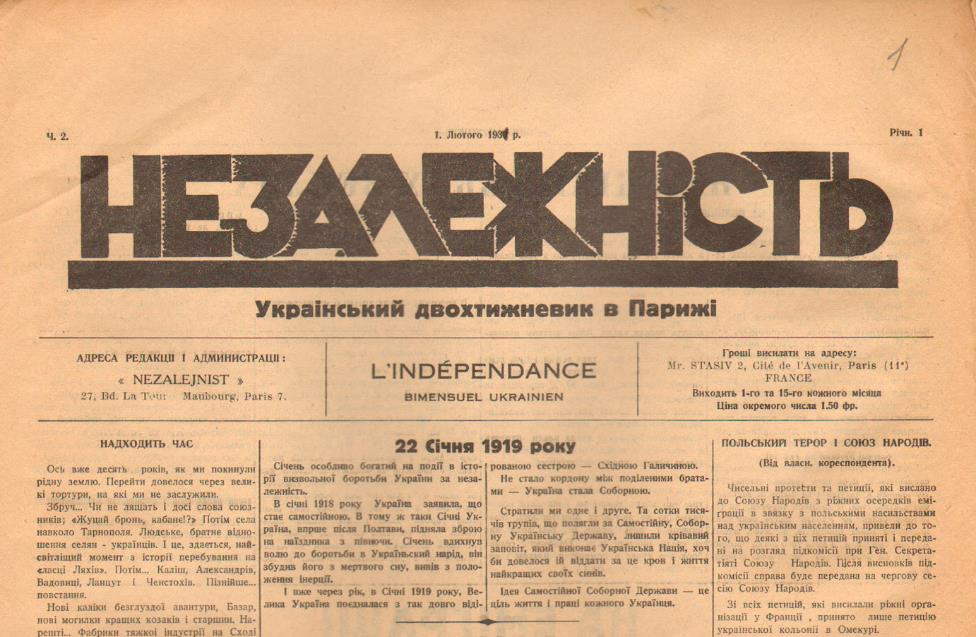 1
Ч. 2.
1. Лютого 1931 р.
Річн. 1
НЕЗАЛЕЖНІСТЬ
Український двохтижневик в Парижі
АДРЕСА РЕДАКЦІЇ І АДМИНИСТРАЦІЇ :
« NEZALEJNIST »
27, Bd. La Tour Maubourg, Paris 7.
L'INDÉPENDANCE
BIMENSUEL UKRAINIEN
Гроші висилати на адресу:
Mr. STASIV 2, Cité de l'Avenir, Paris (11ᵉ)
FRANCE
Виходить 1-го та 15-го кожного місяця
Ціна окремого числа 1.50 фр.
НАДХОДИТЬ ЧАС
Ось вже десять років, як ми покинули
рідну землю. Перейти довелося через вели-
кі тортури, на які ми не заслужили.
Збруч... Чи не лящать і досі слова союз-
ників; «Жуцай бронь, кабане!?» Потім села
навколо Тарнополя. Людське, братне відно-
шення селян - українців. І це, здається, най-
світліщий момент з історії перебування на
«ласці Ляхів». Потім... Каліш, Александрів,
Вадовиці, Ланцут і Ченстохів. Пізнійше...
повстання.
Нові каліки безглуздої авантури, Базар,
нові могилки кращих козаків і старшин. На-
решті... Фабрики тяжкої індустрії на Сході
22 Січня 1919 року
Січень особливо богатий на події в істо-
рії визвольної боротьби України за неза-
лежність.
В січні 1918 року Україна заявила, що
стає самостійною. В тому ж таки Січні Ук-
раїна, вперше після Полтави, підняла зброю
на наїздника з півночи. Січень вдихнув
волю до боротьби в Український нарід, він
збудив його з мертвого сну, вивів з поло-
ження інерції.
І вже через рік, в Січні 1919 року, Ве-
лика Україна поєдналася з так довго віді-
рованою сестрою — Східною Галичиною.
Не стало кордону між поділеними брата-
ми — Україна стала Соборною.
Стратили ми одне і друге. Та сотки тися-
чів трупів, що полягли за Самостійну, Собор-
ну Українську Державу, лишили крівавий
заповіт, який виконає Українська Нація, хоч
би довелося їй віддати за це кров і життя
найкращих своїх синів.
Ідея Самостійної Соборної Держави — це
ціль життя і праці кожного Українця.
ПОЛЬСЬКИЙ ТЕРОР І СОЮЗ НАРОДІВ.
(Від власн. кореспондента).
Чисельні протести та петиції, які вислано
до Союзу Народів з ріжних осередків емі-
ґрації в звязку з польськими насильствами
над українським населенням, привели до то-
го, що деякі з ціх петицій приняті і переда-
ні на розгляд підкомісії при Ген. Секрета-
тіяті Союзу Народів. Після висновків під-
комісії справа буде передана на чергову се-
сію Союзу Народів.
Зі всіх петицій, які висилали ріжні орга-
нізації у Франції , принято лише петицію
української кольонії в Омекурі.